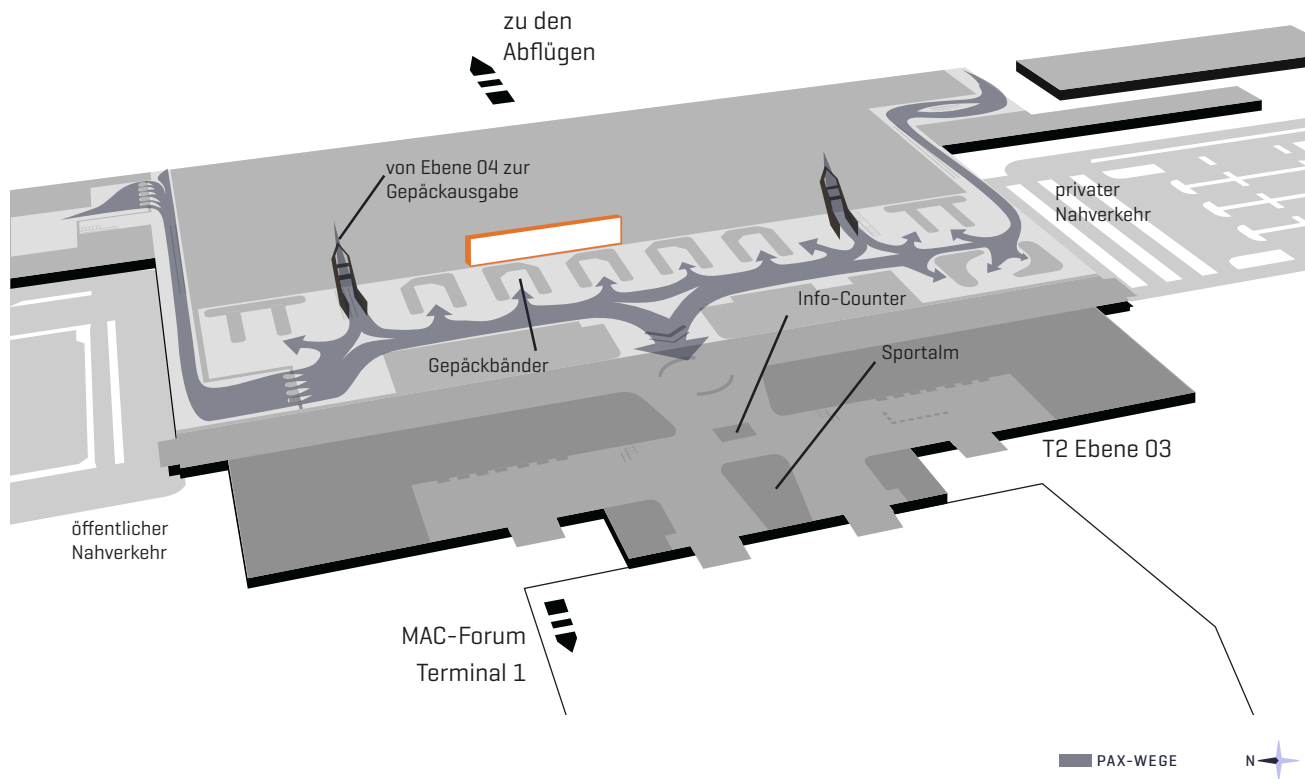 zu den
Abflügen
von Ebene 04 zur
Gepäckausgabe
privater
Nahverkehr
Info-Counter
Gepäckbänder
Sportalm
T2 Ebene 03
öffentlicher
Nahverkehr
MAC-Forum
Terminal 1
PAX-WEGE
N